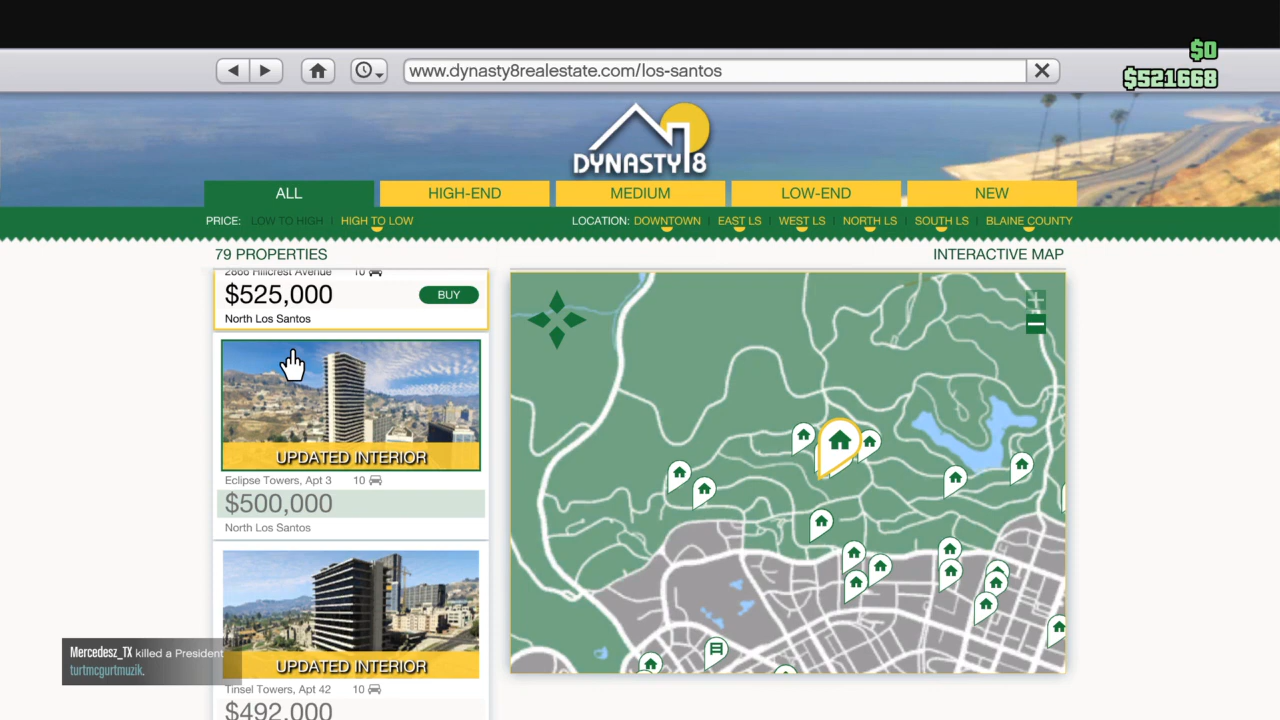 $0
$521668
www.dynasty8realestate.com/los-santos
DYNASTY 8
ALL
HIGH-END
MEDIUM
LOW-END
NEW
PRICE: LOW TO HIGH | HIGH TO LOW
LOCATION: DOWNTOWN | EAST LS | WEST LS | NORTH LS | SOUTH LS | BLAINE COUNTY
79 PROPERTIES
INTERACTIVE MAP
2866 Hillcrest Avenue 10
$525,000
BUY
North Los Santos
UPDATED INTERIOR
Eclipse Towers, Apt 3 10
$500,000
North Los Santos
UPDATED INTERIOR
Tinsel Towers, Apt 42 10
$492,000
Mercedesz_TX killed a President
turtmcgurtmuzik.